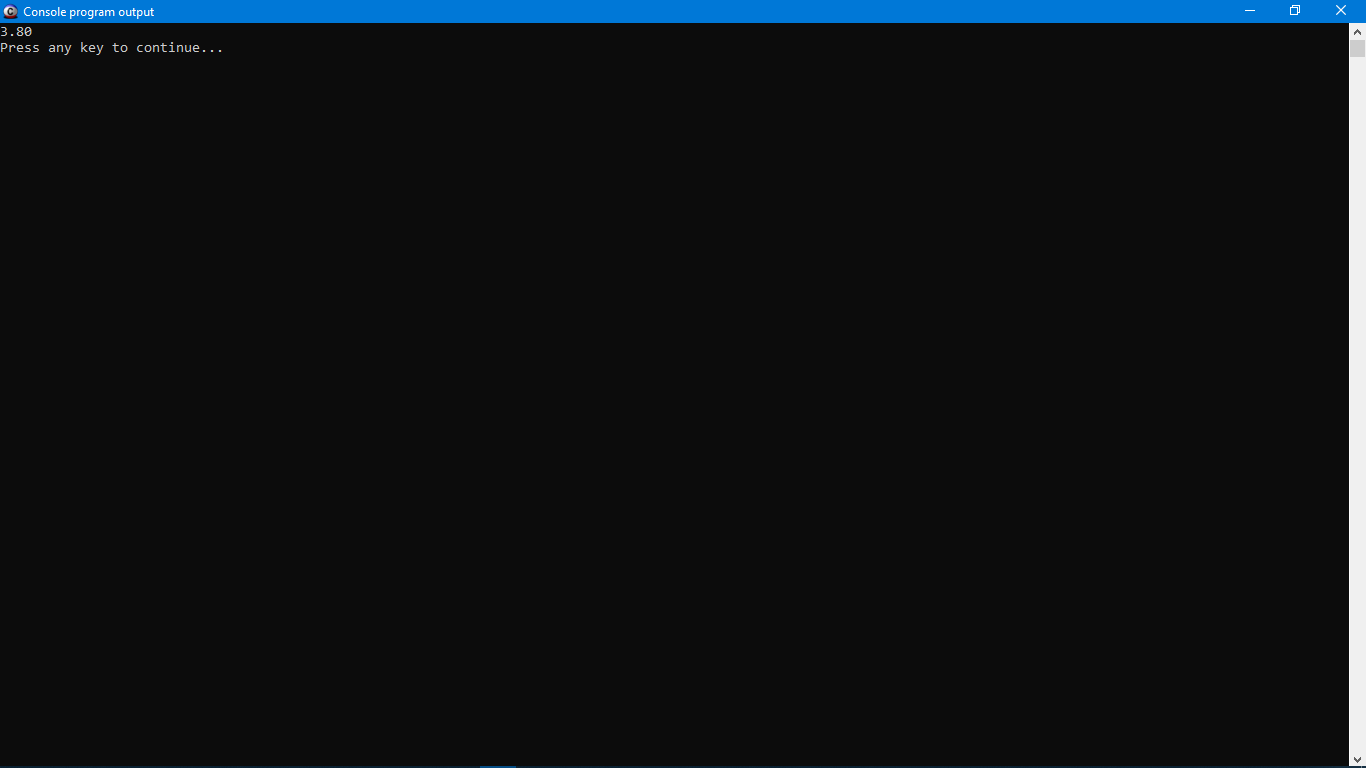 Console program output
3.80
Press any key to continue...